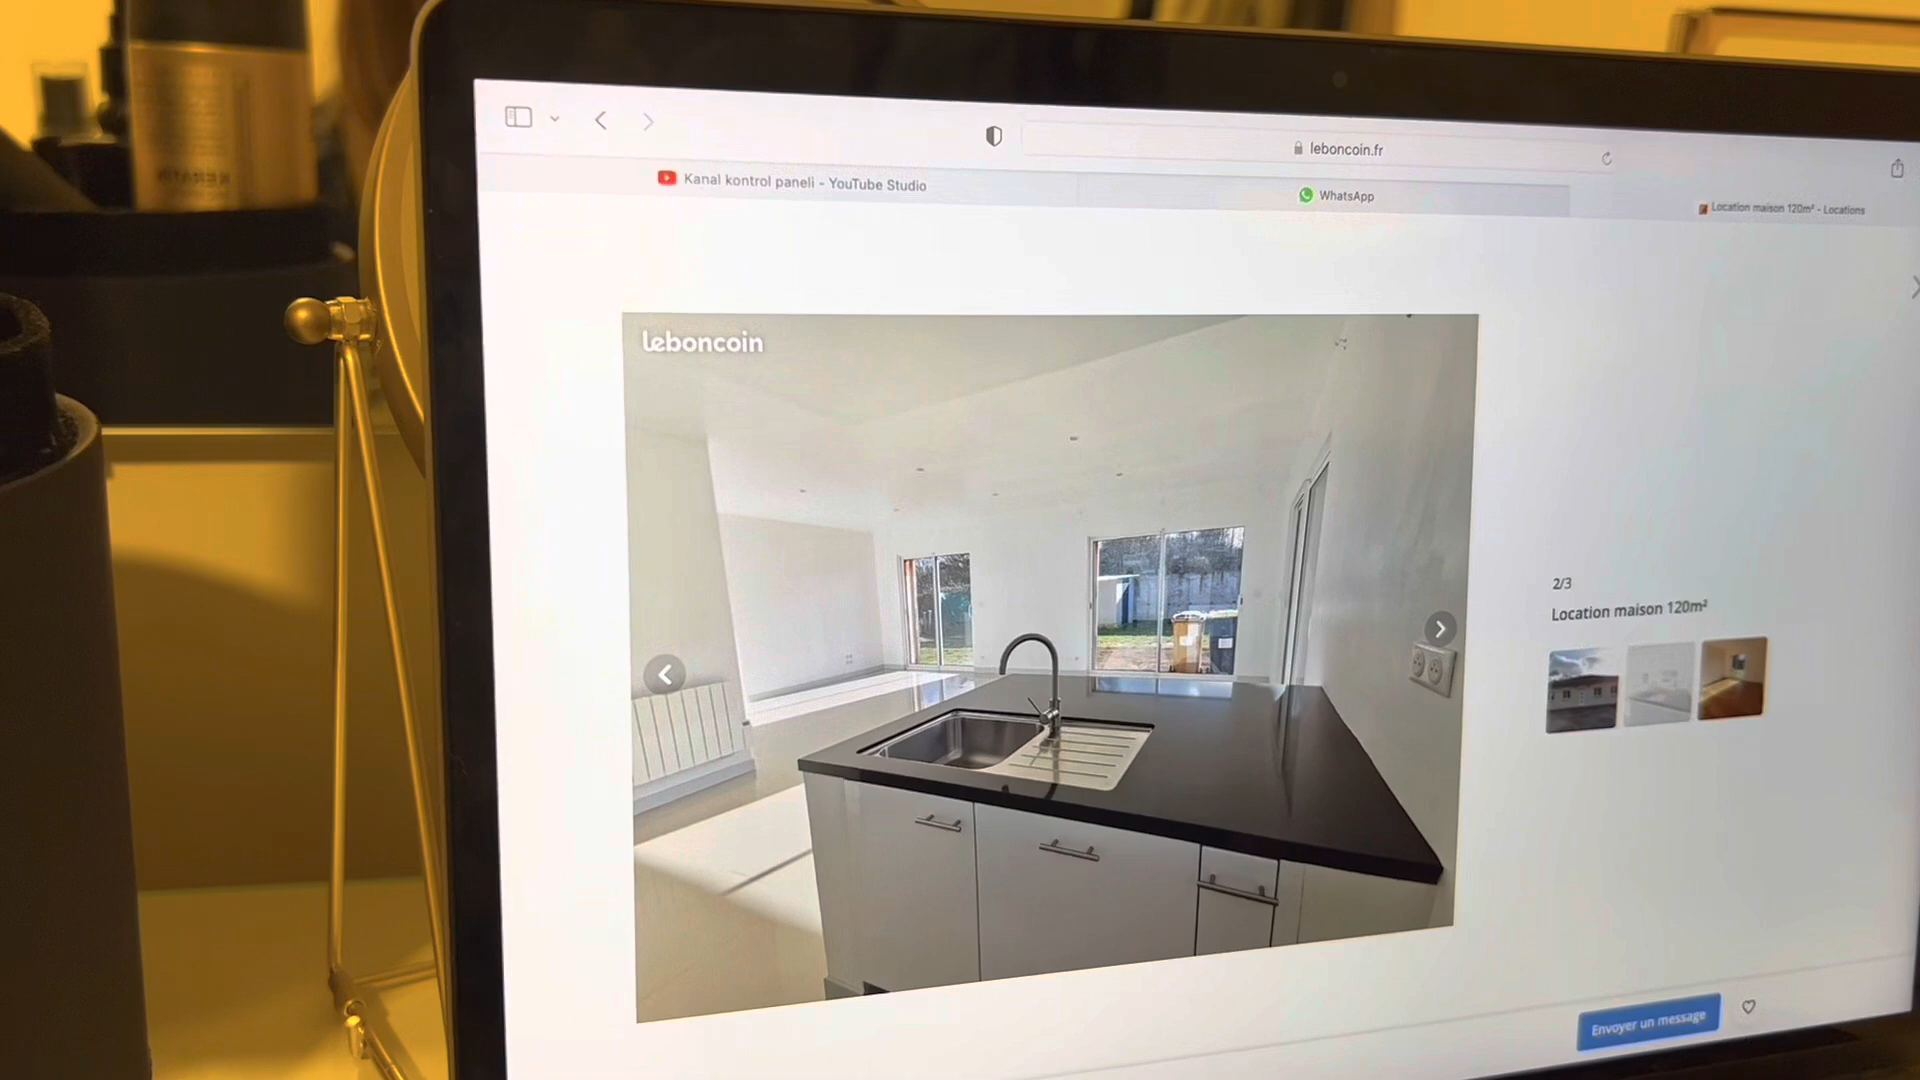 KERATIN
leboncoin.fr
Kanal kontrol paneli - YouTube Studio
WhatsApp
Location maison 120m² - Locations
leboncoin
2/3
Location maison 120m²
Envoyer un message